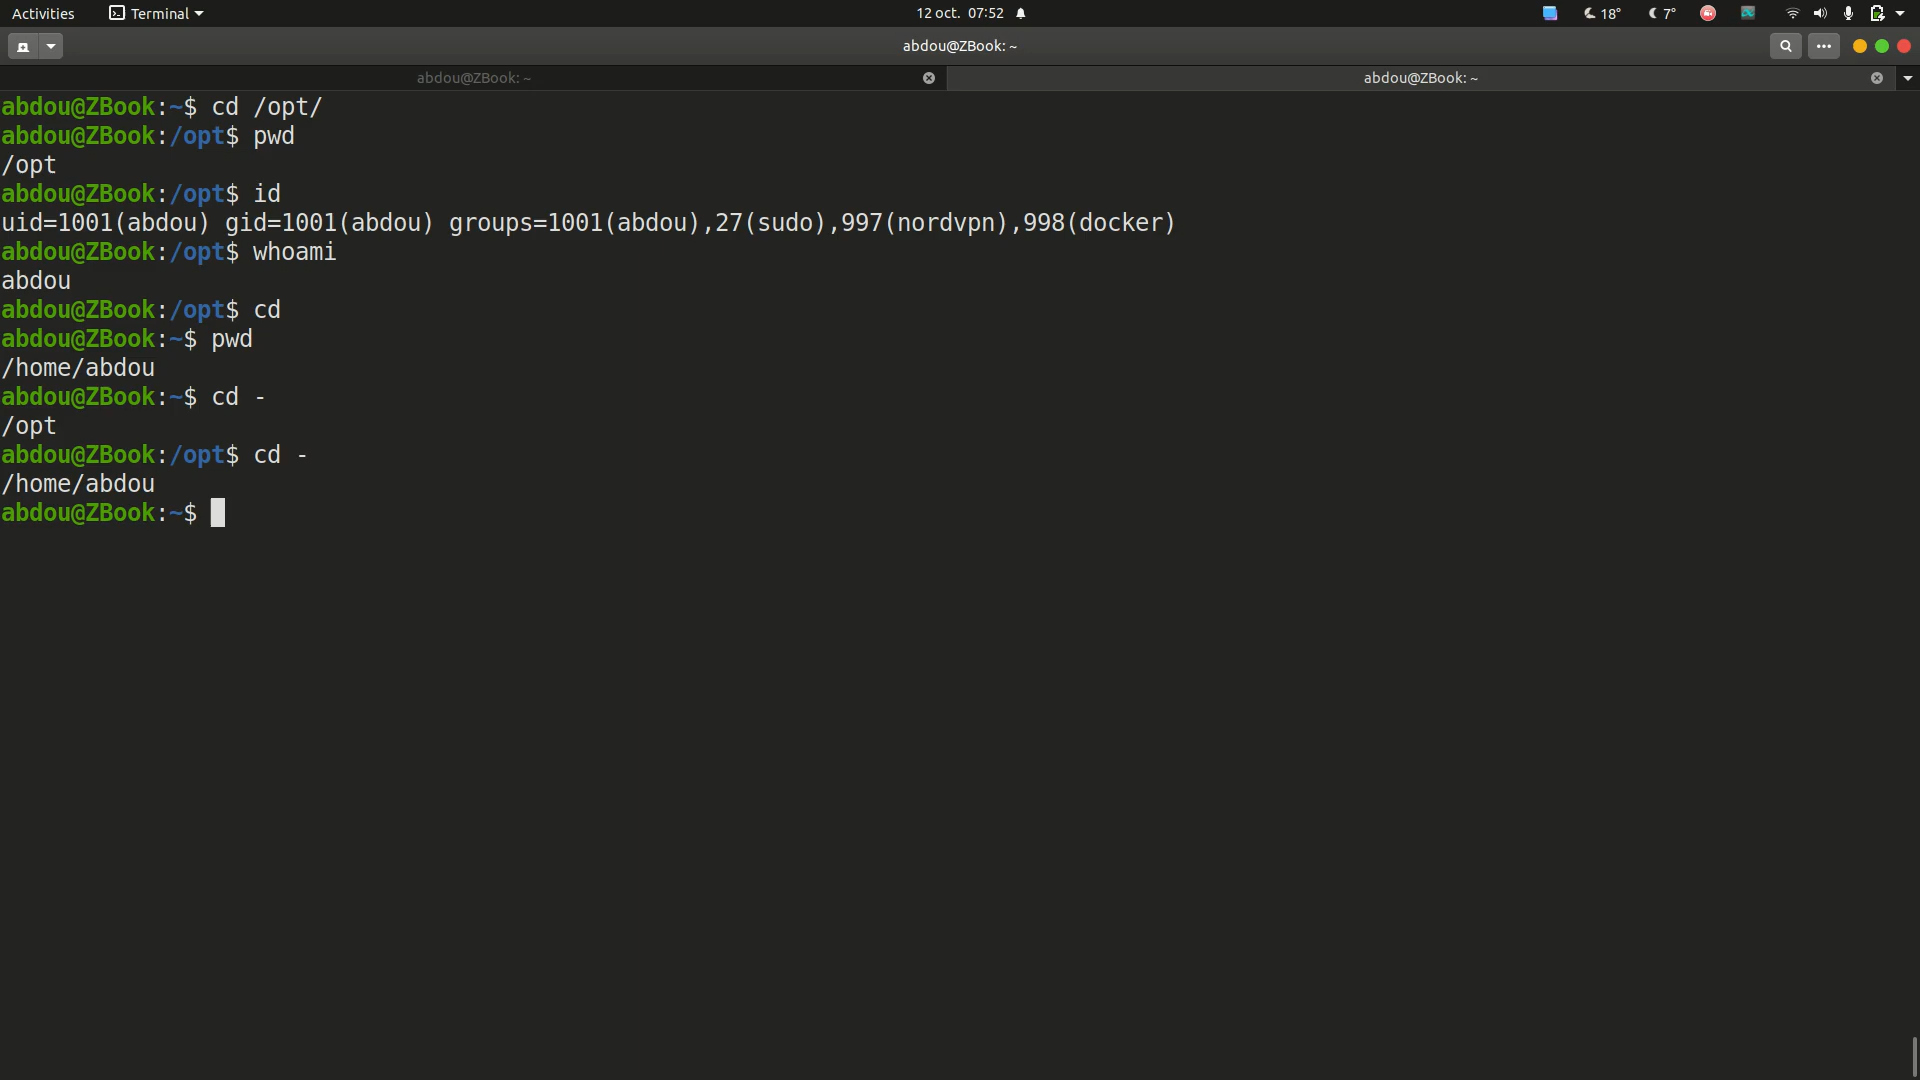 Activities Terminal 12 oct. 07:52 18° 7°
abdou@ZBook: ~
abdou@ZBook: ~ abdou@ZBook: ~
abdou@ZBook:~$ cd /opt/
abdou@ZBook:/opt$ pwd
/opt
abdou@ZBook:/opt$ id
uid=1001(abdou) gid=1001(abdou) groups=1001(abdou),27(sudo),997(nordvpn),998(docker)
abdou@ZBook:/opt$ whoami
abdou
abdou@ZBook:/opt$ cd
abdou@ZBook:~$ pwd
/home/abdou
abdou@ZBook:~$ cd -
/opt
abdou@ZBook:/opt$ cd -
/home/abdou
abdou@ZBook:~$